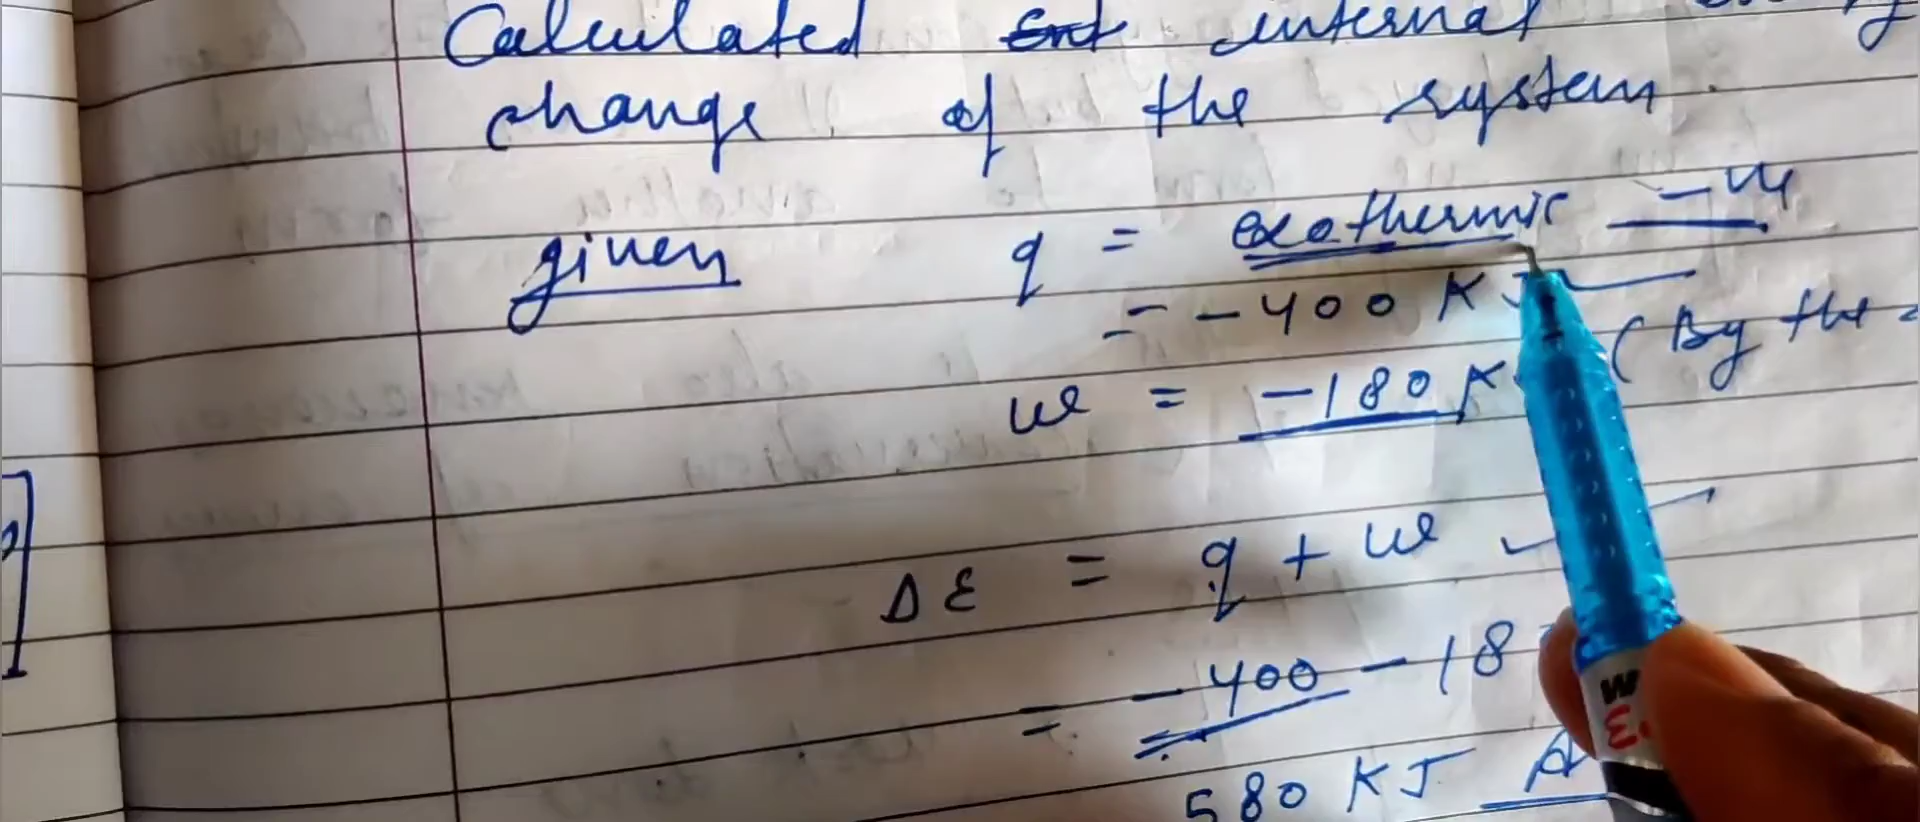 Calculated Ent internal
change of the system.
given q = exothermic -ve
= -400 KJ
w = -180 K (By the
ΔE = q + w
= -400 - 18
580 KJ A